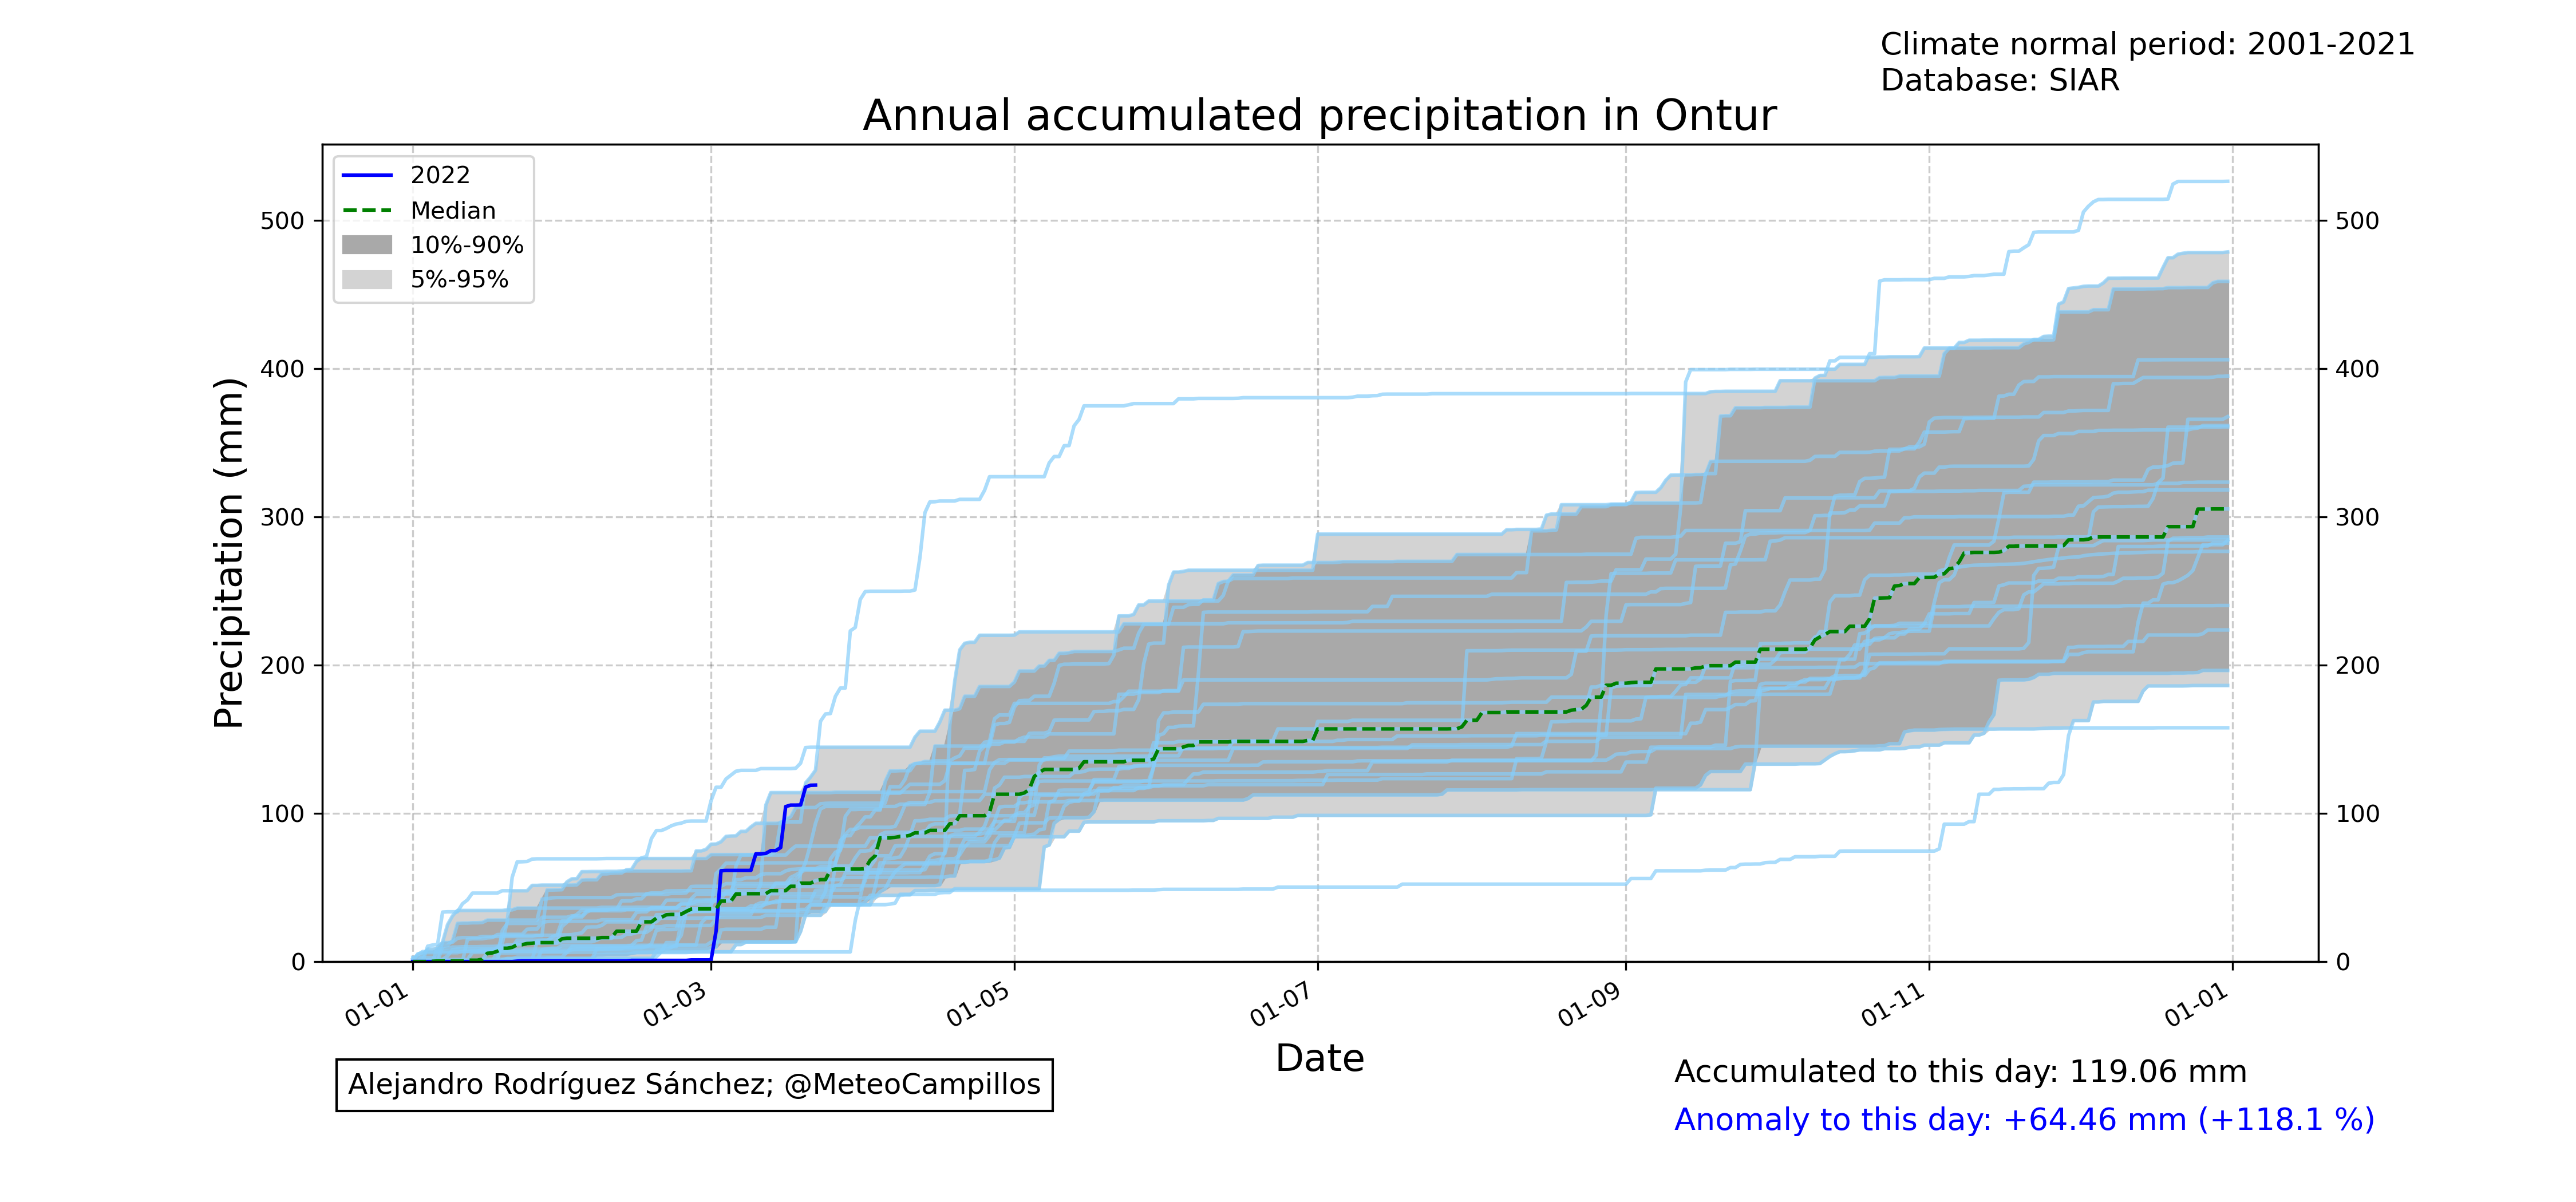 Climate normal period: 2001-2021
Database: SIAR
Annual accumulated precipitation in Ontur
2022
Median
10%-90%
5%-95%
Precipitation (mm)
500
400
300
200
100
0
500
400
300
200
100
0
01-01
01-03
01-05
01-07
01-09
01-11
01-01
Date
Alejandro Rodríguez Sánchez; @MeteoCampillos
Accumulated to this day: 119.06 mm
Anomaly to this day: +64.46 mm (+118.1 %)